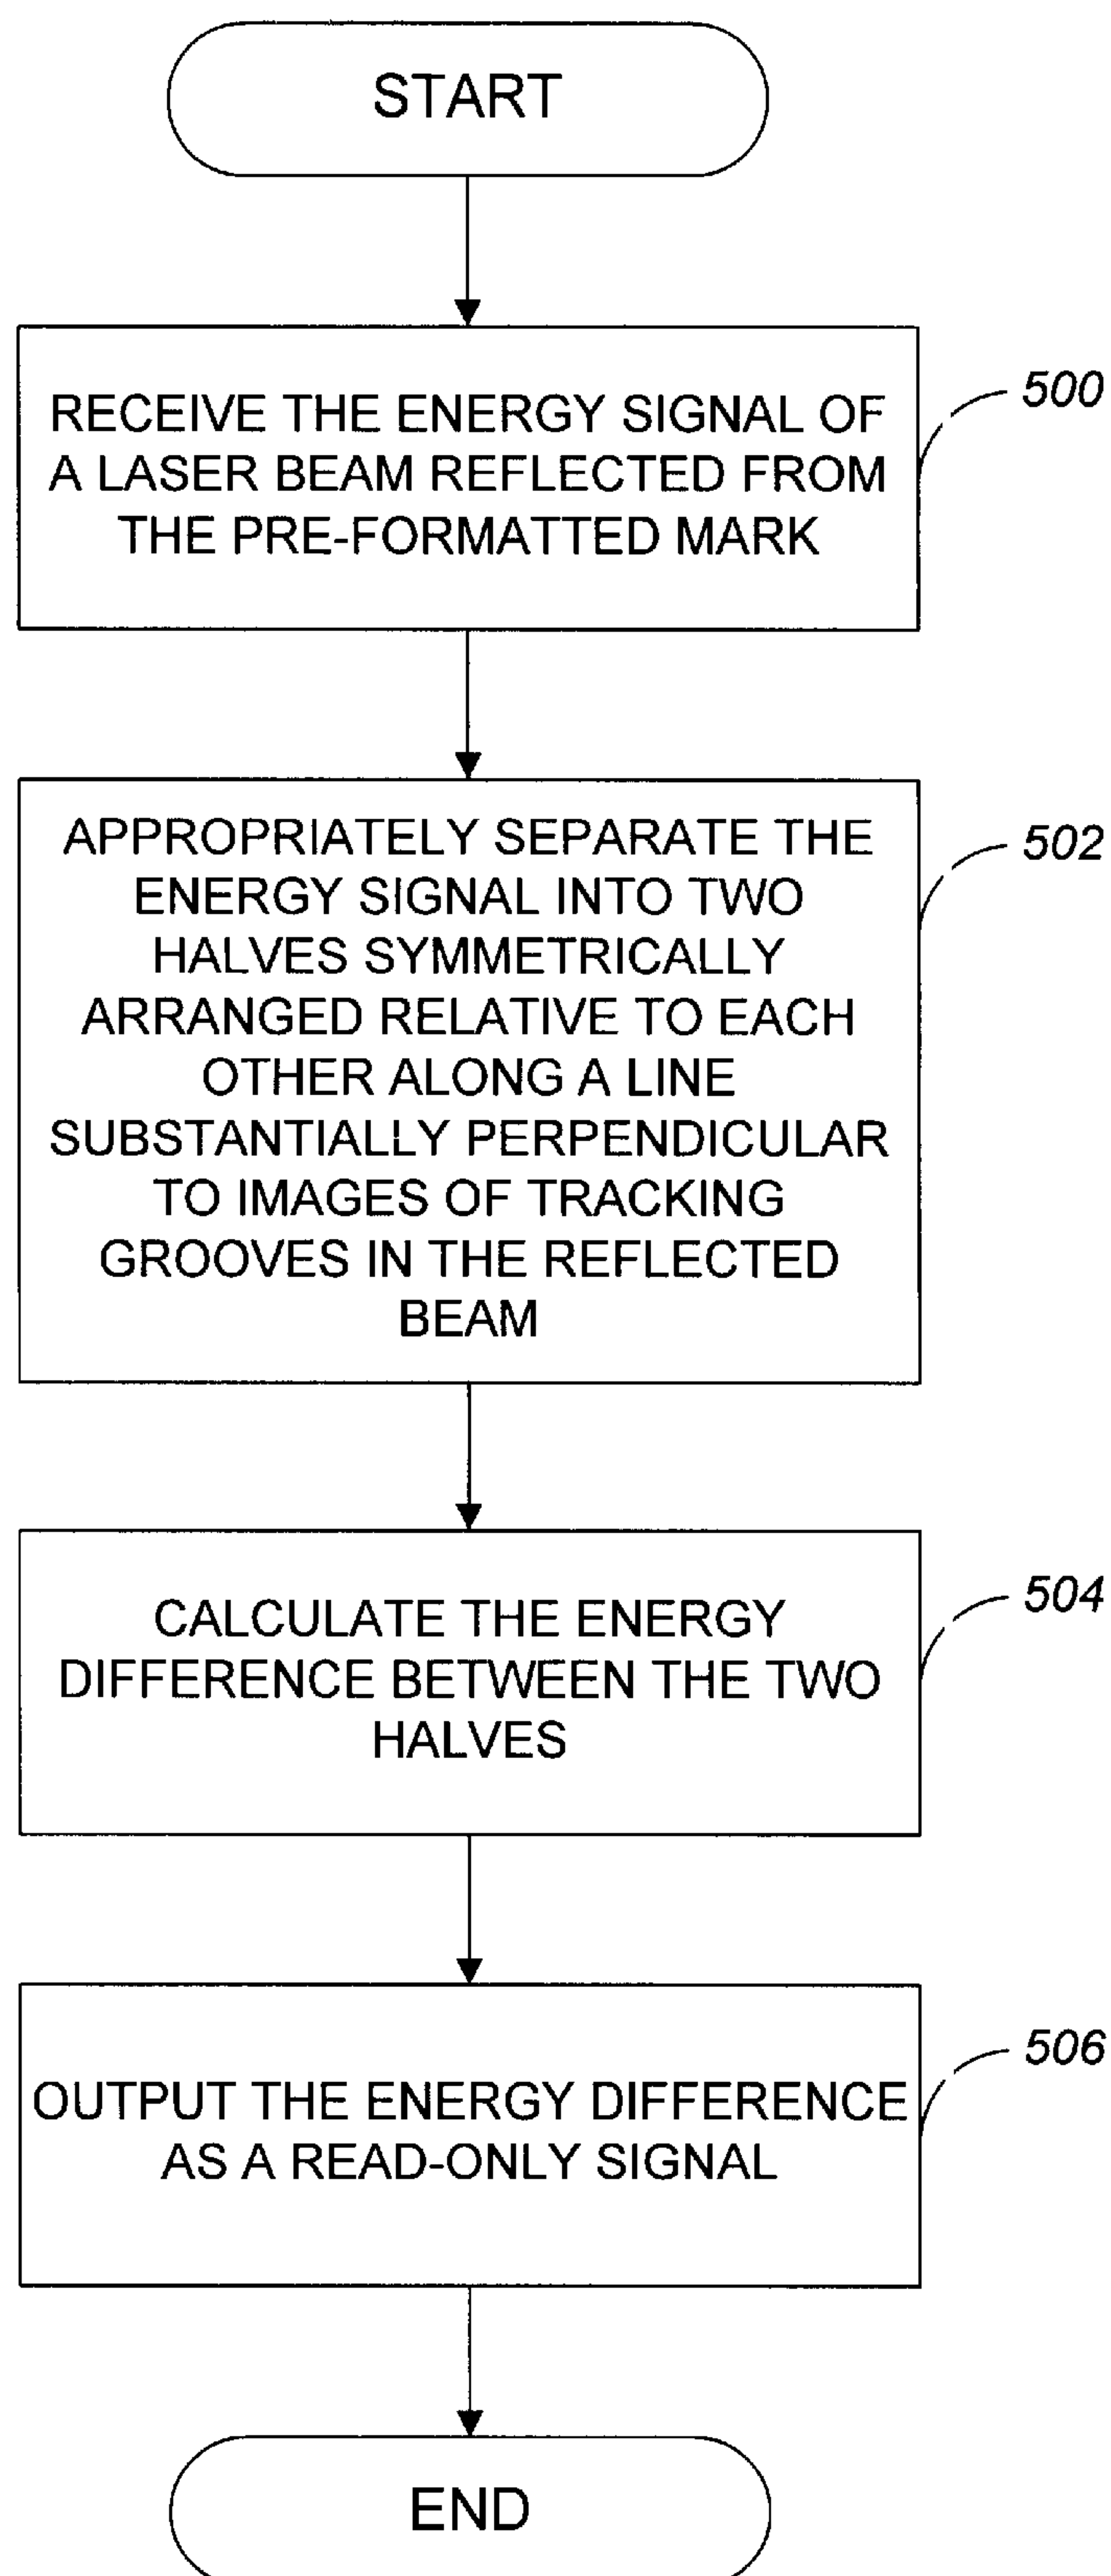 START
RECEIVE THE ENERGY SIGNAL OF
A LASER BEAM REFLECTED FROM
THE PRE-FORMATTED MARK
500
APPROPRIATELY SEPARATE THE
ENERGY SIGNAL INTO TWO
HALVES SYMMETRICALLY
ARRANGED RELATIVE TO EACH
OTHER ALONG A LINE
SUBSTANTIALLY PERPENDICULAR
TO IMAGES OF TRACKING
GROOVES IN THE REFLECTED
BEAM
502
CALCULATE THE ENERGY
DIFFERENCE BETWEEN THE TWO
HALVES
504
OUTPUT THE ENERGY DIFFERENCE
AS A READ-ONLY SIGNAL
506
END